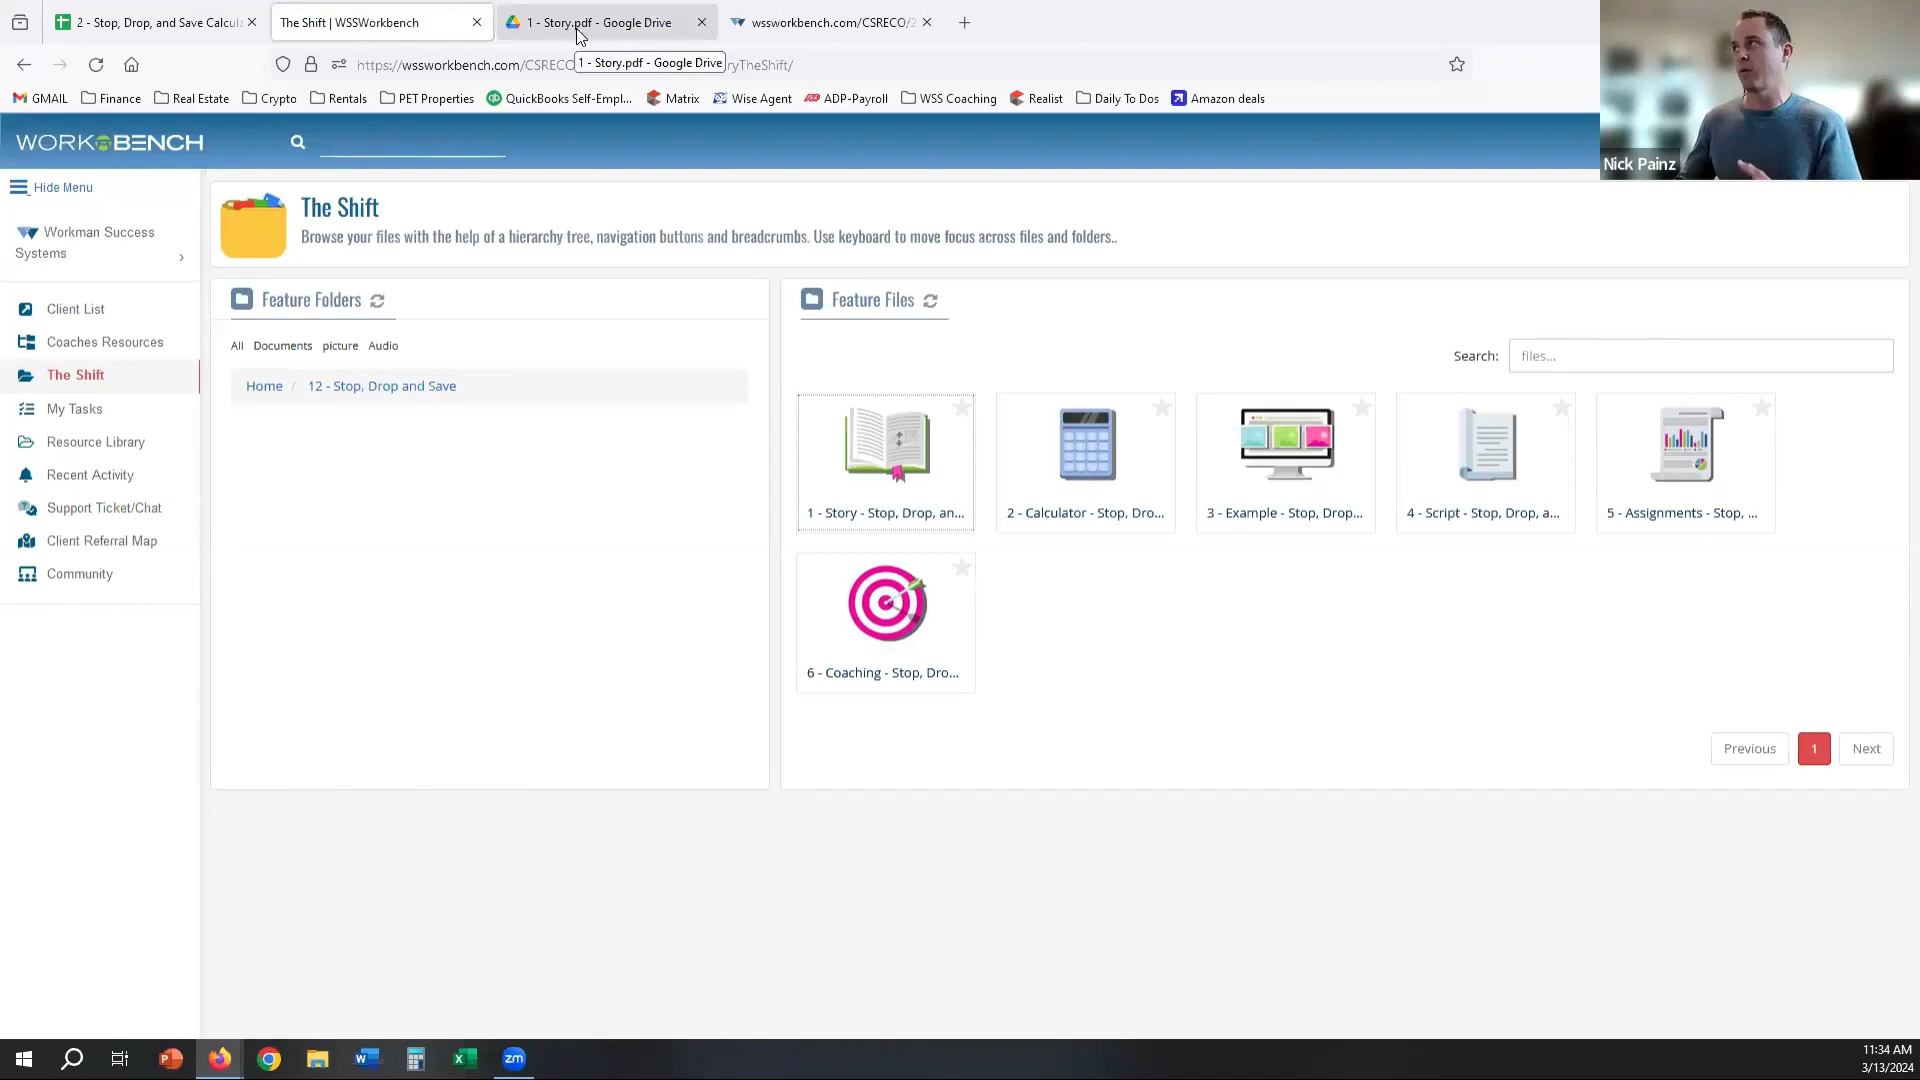 2 - Stop, Drop, and Save Calcul
The Shift | WSSWorkbench
1 - Story.pdf - Google Drive
wssworkbench.com/CSRECO/2
https://wssworkbench.com/CSRECO
1 - Story.pdf - Google Drive
ryTheShift/
GMAIL
Finance
Real Estate
Crypto
Rentals
PET Properties
QuickBooks Self-Empl...
Matrix
Wise Agent
ADP-Payroll
WSS Coaching
Realist
Daily To Dos
Amazon deals
WORKBENCH
Nick Painz
Hide Menu
Workman Success
Systems
Client List
Coaches Resources
The Shift
My Tasks
Resource Library
Recent Activity
Support Ticket/Chat
Client Referral Map
Community
The Shift
Browse your files with the help of a hierarchy tree, navigation buttons and breadcrumbs. Use keyboard to move focus across files and folders..
Feature Folders
All Documents picture Audio
Home / 12 - Stop, Drop and Save
Feature Files
Search: files...
1 - Story - Stop, Drop, an...
2 - Calculator - Stop, Dro...
3 - Example - Stop, Drop...
4 - Script - Stop, Drop, a...
5 - Assignments - Stop, ...
6 - Coaching - Stop, Dro...
Previous 1 Next
zm
11:34 AM
3/13/2024